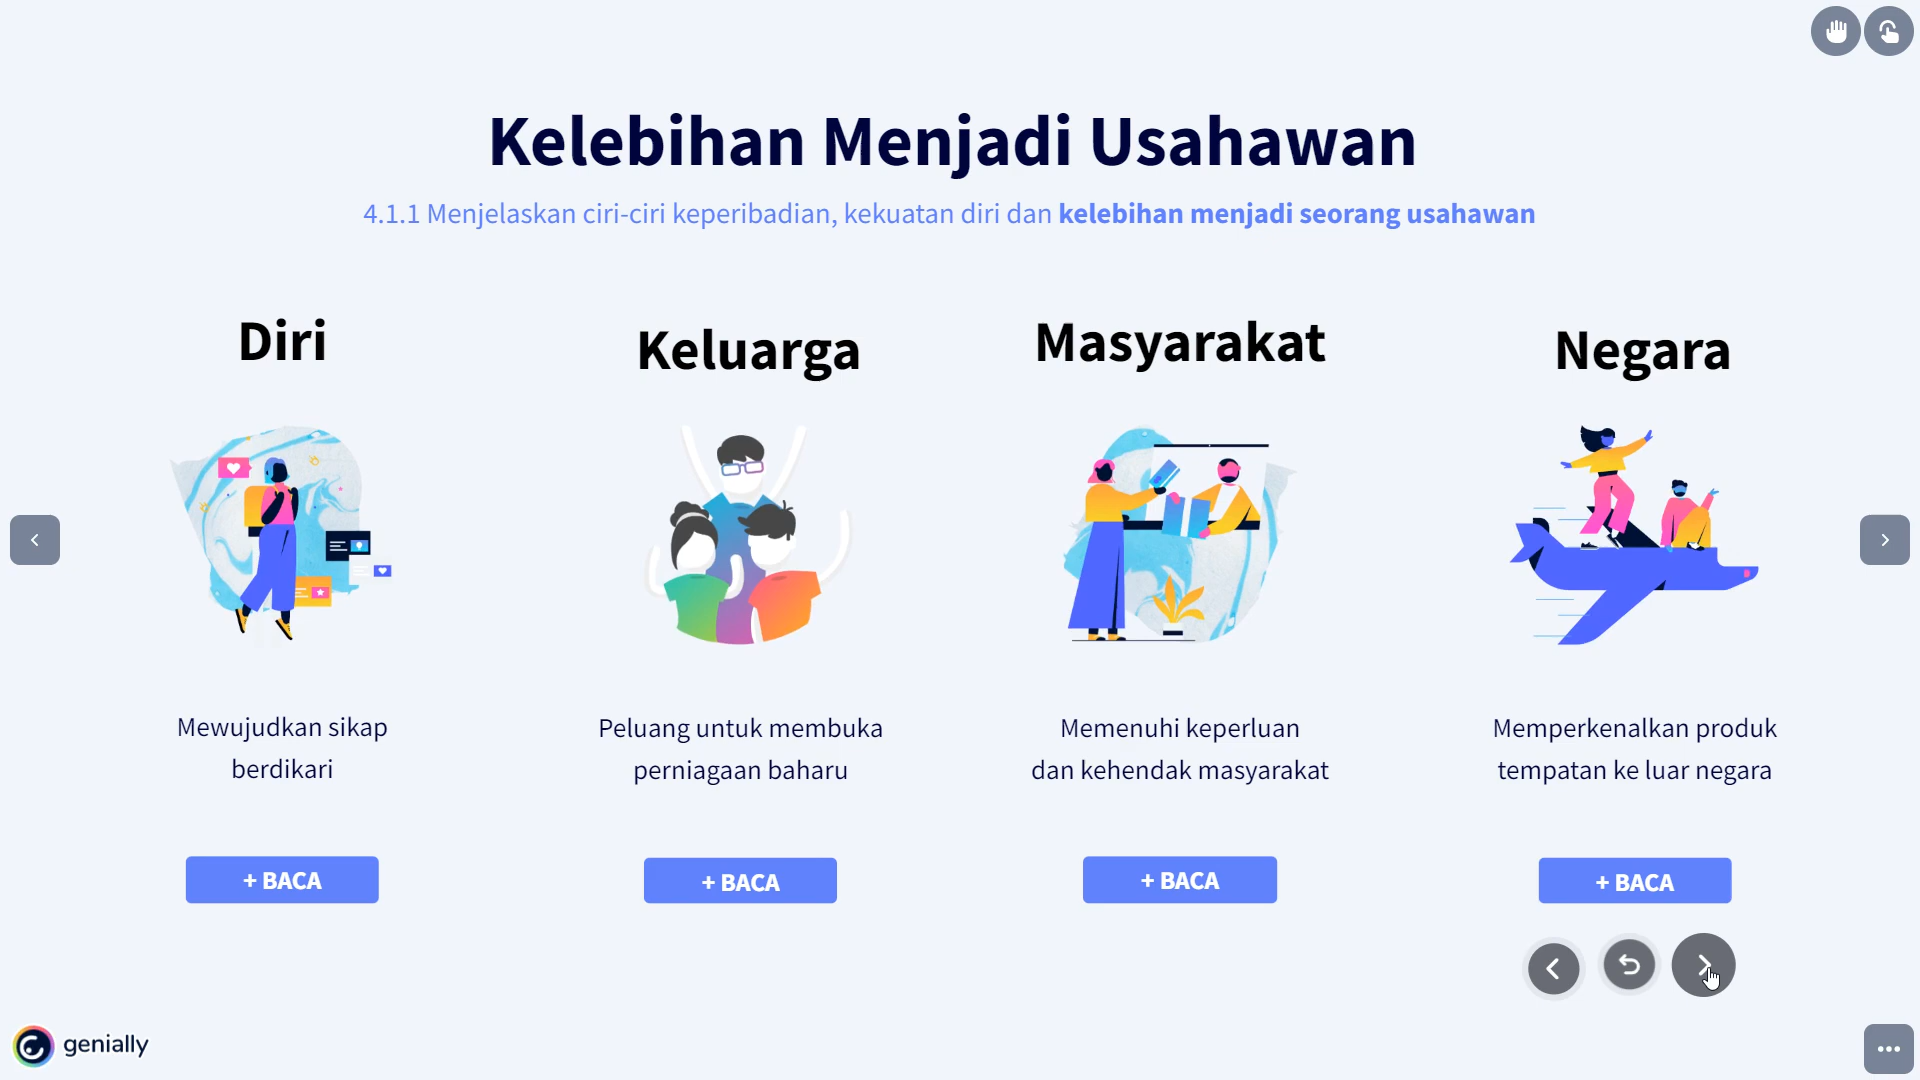 Kelebihan Menjadi Usahawan
4.1.1 Menjelaskan ciri-ciri keperibadian, kekuatan diri dan kelebihan menjadi seorang usahawan
Diri
Keluarga
Masyarakat
Negara
Mewujudkan sikap
berdikari
Peluang untuk membuka
perniagaan baharu
Memenuhi keperluan
dan kehendak masyarakat
Memperkenalkan produk
tempatan ke luar negara
+ BACA
+ BACA
+ BACA
+ BACA
genially